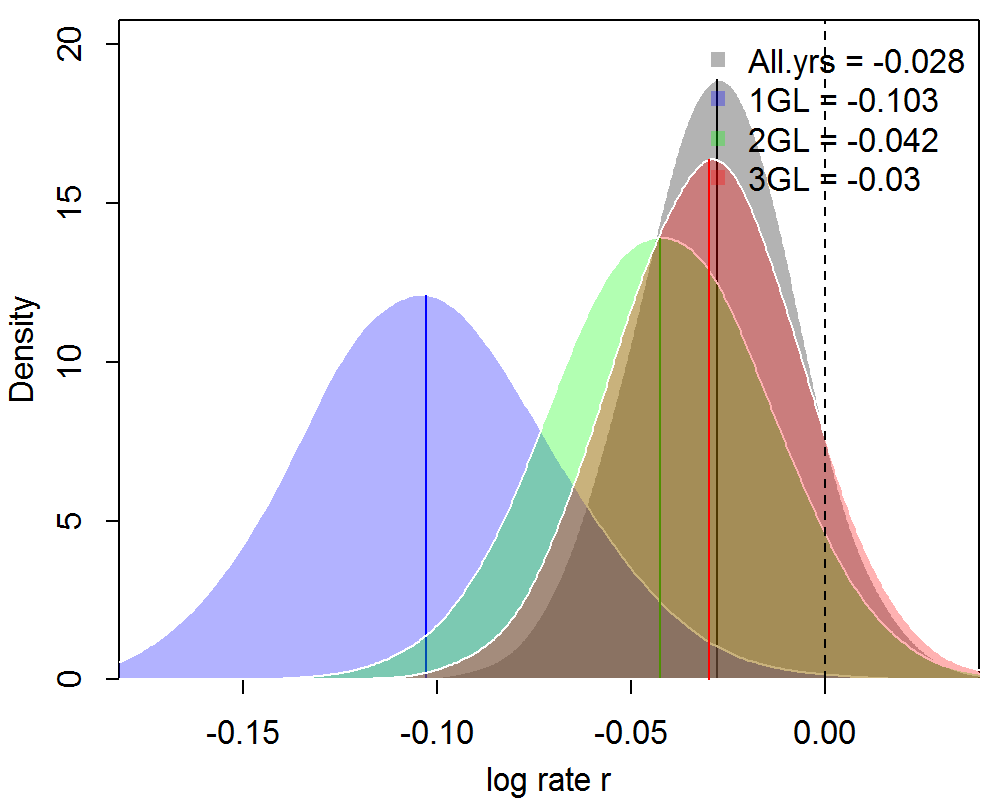 20
15
10
5
0
Density
All.yrs = -0.028
1GL = -0.103
2GL = -0.042
3GL = -0.03
-0.15 -0.10 -0.05 0.00
log rate r